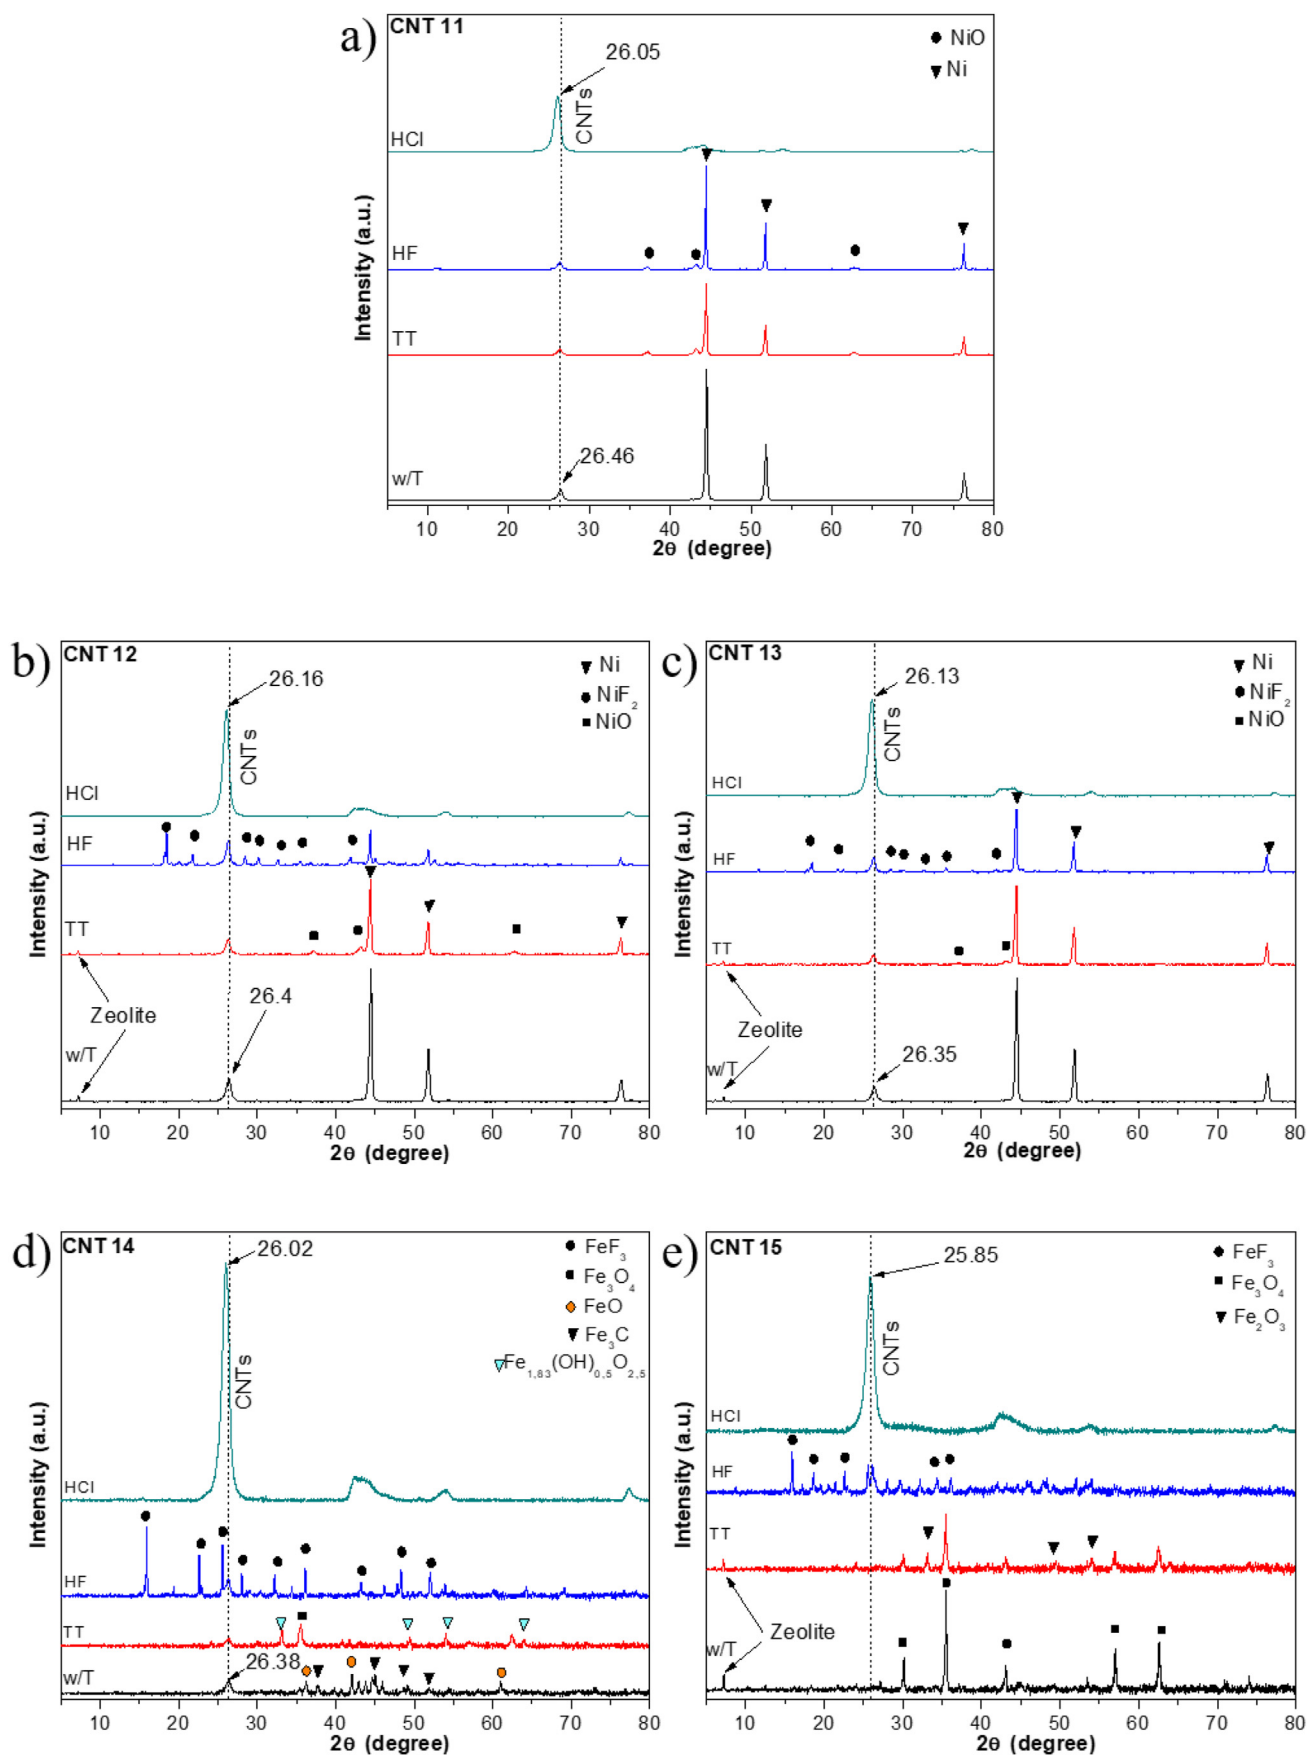 a)
CNT 11
26.05
NiO
Ni
CNTs
HCl
HF
TT
26.46
w/T
Intensity (a.u.)
10 20 30 40 50 60 70 80
2θ (degree)
b)
CNT 12
26.16
Ni
NiF2
NiO
CNTs
HCl
HF
TT
26.4
Zeolite
w/T
Intensity (a.u.)
10 20 30 40 50 60 70 80
2θ (degree)
c)
CNT 13
26.13
Ni
NiF2
NiO
CNTs
HCl
HF
TT
Zeolite
26.35
w/T
Intensity (a.u.)
10 20 30 40 50 60 70 80
2θ (degree)
d)
CNT 14
26.02
FeF3
Fe3O4
FeO
Fe3C
Fe1,83(OH)0,5O2,5
CNTs
HCl
HF
TT
26.38
w/T
Intensity (a.u.)
10 20 30 40 50 60 70 80
2θ (degree)
e)
CNT 15
25.85
FeF3
Fe3O4
Fe2O3
CNTs
HCl
HF
TT
Zeolite
w/T
Intensity (a.u.)
10 20 30 40 50 60 70 80
2θ (degree)